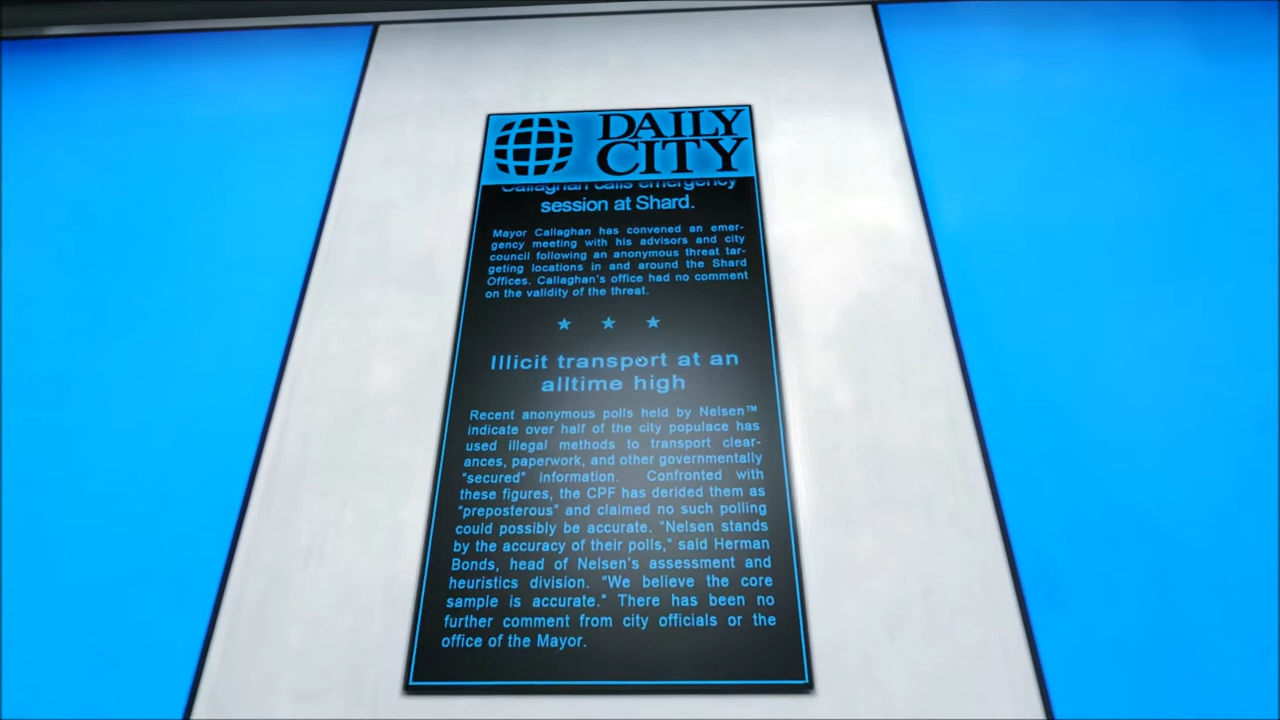 DAILY
CITY
Callaghan calls emergency
session at Shard.
Mayor Callaghan has convened an emer-
gency meeting with his advisors and city
council following an anonymous threat tar-
geting locations in and around the Shard
Offices. Callaghan's office had no comment
on the validity of the threat.
Illicit transport at an
alltime high
Recent anonymous polls held by Nelsen™
indicate over half of the city populace has
used illegal methods to transport clear-
ances, paperwork, and other governmentally
"secured" information. Confronted with
these figures, the CPF has derided them as
"preposterous" and claimed no such polling
could possibly be accurate. "Nelsen stands
by the accuracy of their polls," said Herman
Bonds, head of Nelsen's assessment and
heuristics division. "We believe the core
sample is accurate." There has been no
further comment from city officials or the
office of the Mayor.